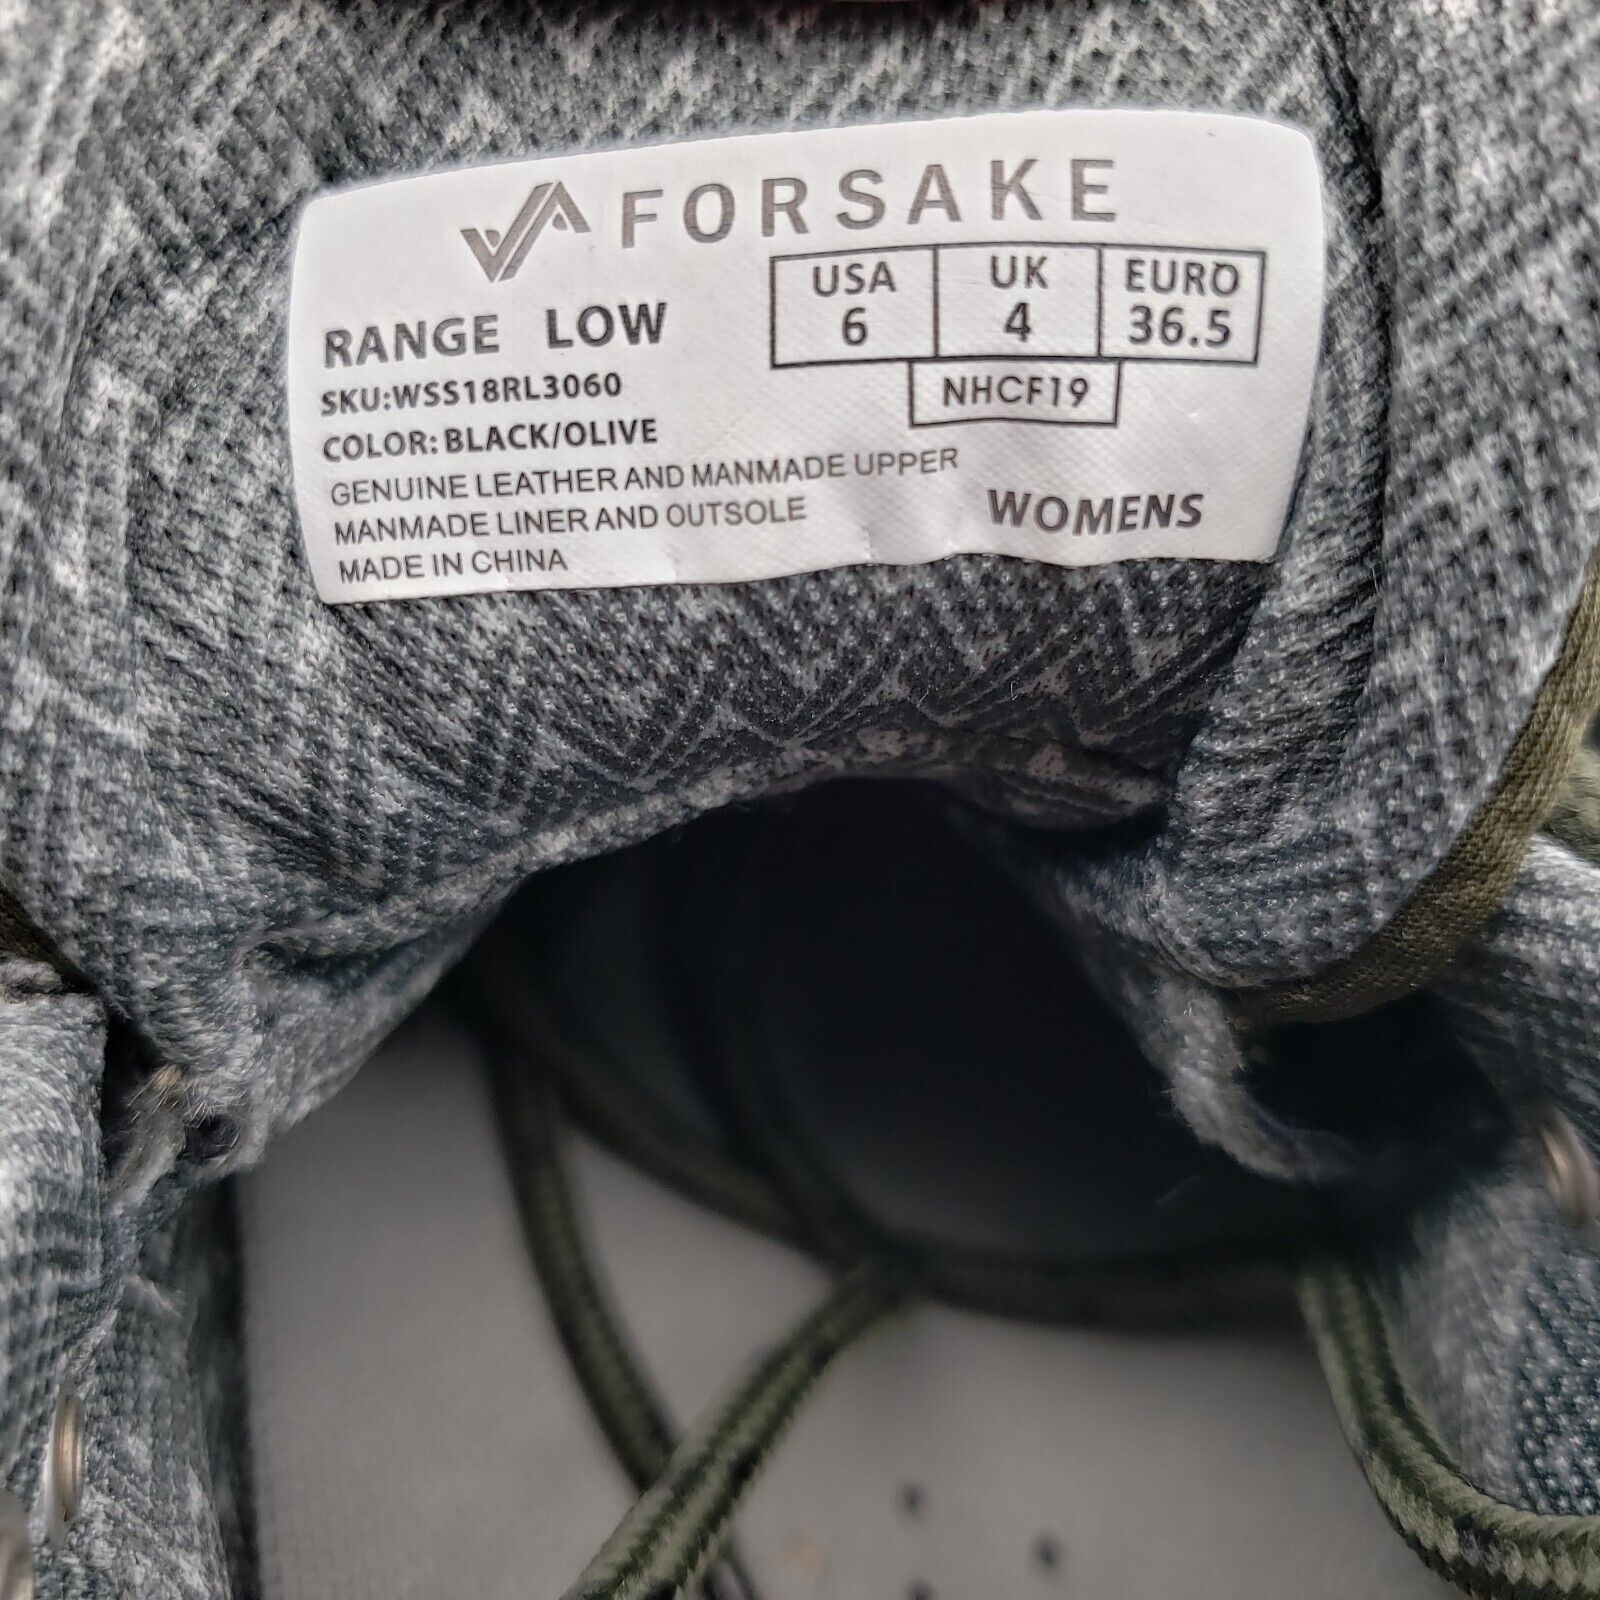 FORSAKE
RANGE LOW
SKU:WSS18RL3060
COLOR: BLACK/OLIVE
GENUINE LEATHER AND MANMADE UPPER
MANMADE LINER AND OUTSOLE
MADE IN CHINA
USA UK EURO
6 4 36.5
NHCF19
WOMENS